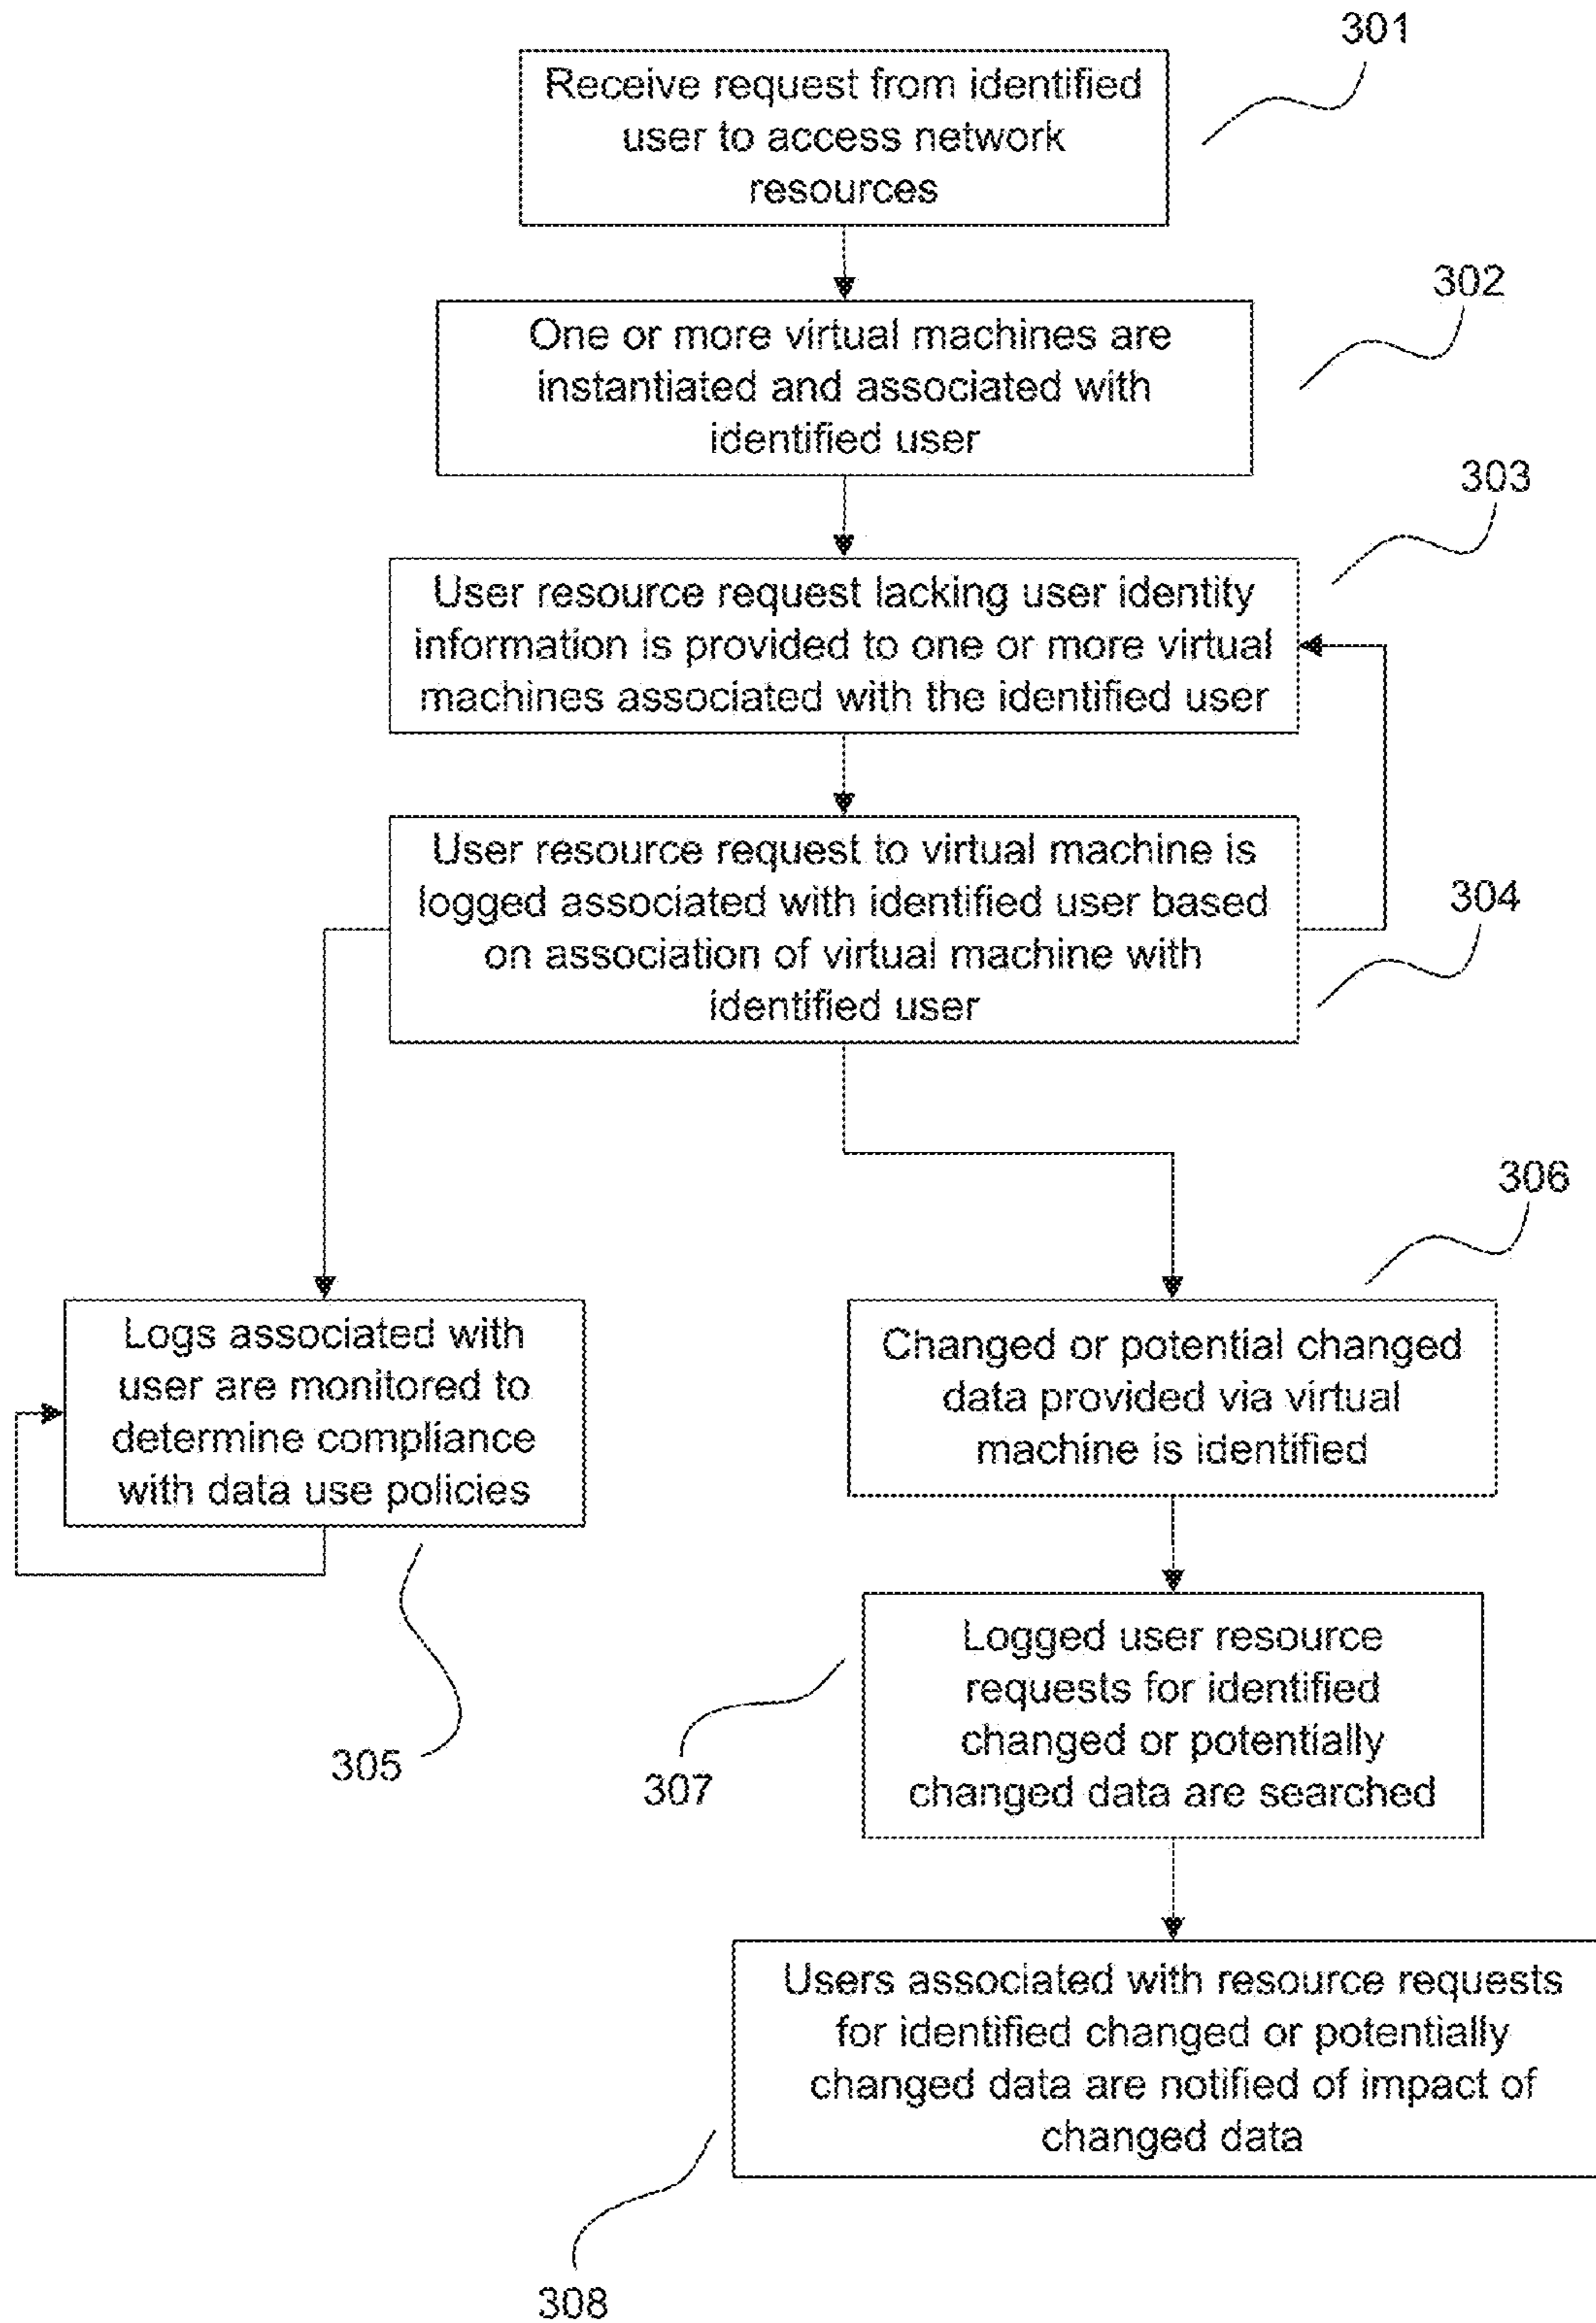 301
Receive request from identified
user to access network
resources
302
One or more virtual machines are
instantiated and associated with
identified user
303
User resource request lacking user identity
information is provided to one or more virtual
machines associated with the identified user
User resource request to virtual machine is
logged associated with identified user based
on association of virtual machine with
identified user
304
306
Logs associated with
user are monitored to
determine compliance
with data use policies
305
Changed or potential changed
data provided via virtual
machine is identified
Logged user resource
requests for identified
changed or potentially
changed data are searched
307
Users associated with resource requests
for identified changed or potentially
changed data are notified of impact of
changed data
308